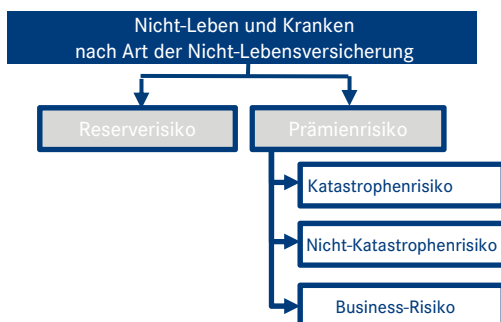 Nicht-Leben und Kranken
nach Art der Nicht-Lebensversicherung
Reserverisiko
Prämienrisiko
Katastrophenrisiko
Nicht-Katastrophenrisiko
Business-Risiko